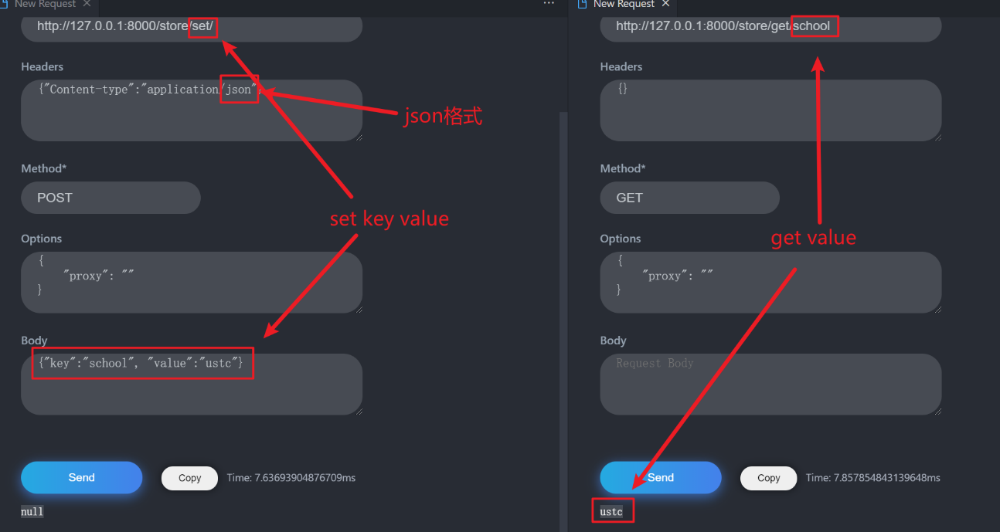 New Request
http://127.0.0.1:8000/store/set/
Headers
{"Content-type":"application/json"}
json格式
Method*
POST
set key value
Options
{
"proxy": ""
}
Body
{"key":"school", "value":"ustc"}
Send
Copy
Time: 7.63693904876709ms
null
New Request
http://127.0.0.1:8000/store/get/school
Headers
{}
Method*
GET
get value
Options
{
"proxy": ""
}
Body
Request Body
Send
Copy
Time: 7.857854843139648ms
ustc